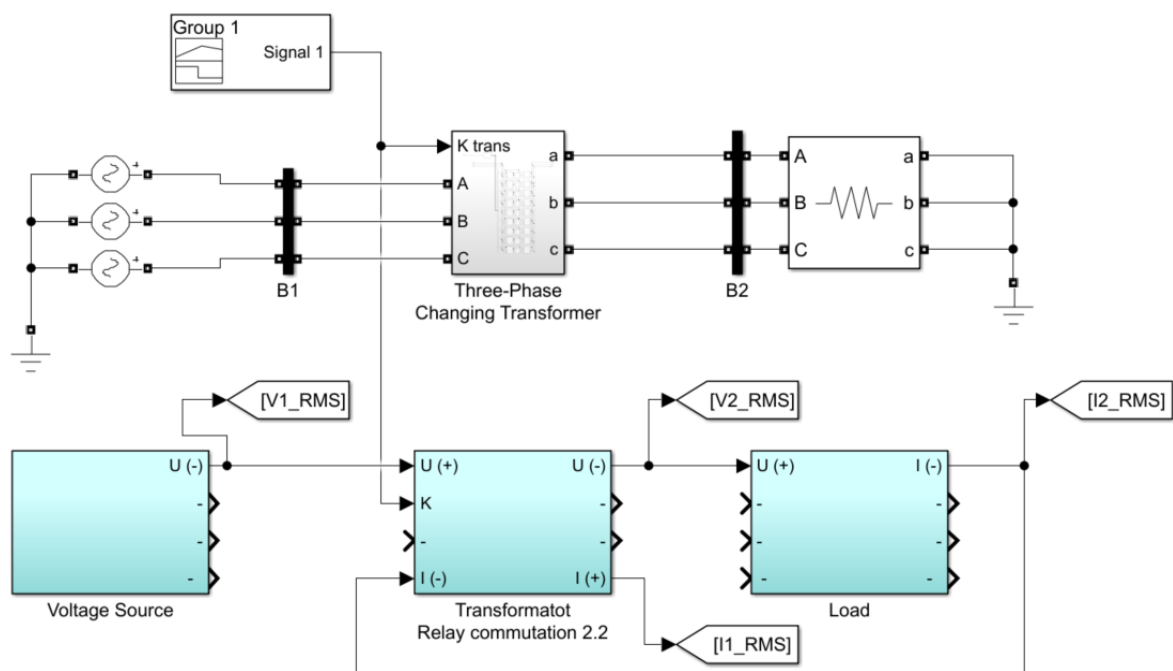 Group 1
Signal 1
K trans
A
B
C
a
b
c
A
B
C
a
b
c
B1
Three-Phase
Changing Transformer
B2
+
+
+
[V1_RMS]
[V2_RMS]
[I2_RMS]
U (-)
-
-
-
U (+)
K
-
I (-)
U (-)
-
-
I (+)
U (+)
-
-
-
I (-)
-
-
-
Voltage Source
Transformatot
Relay commutation 2.2
Load
[I1_RMS]